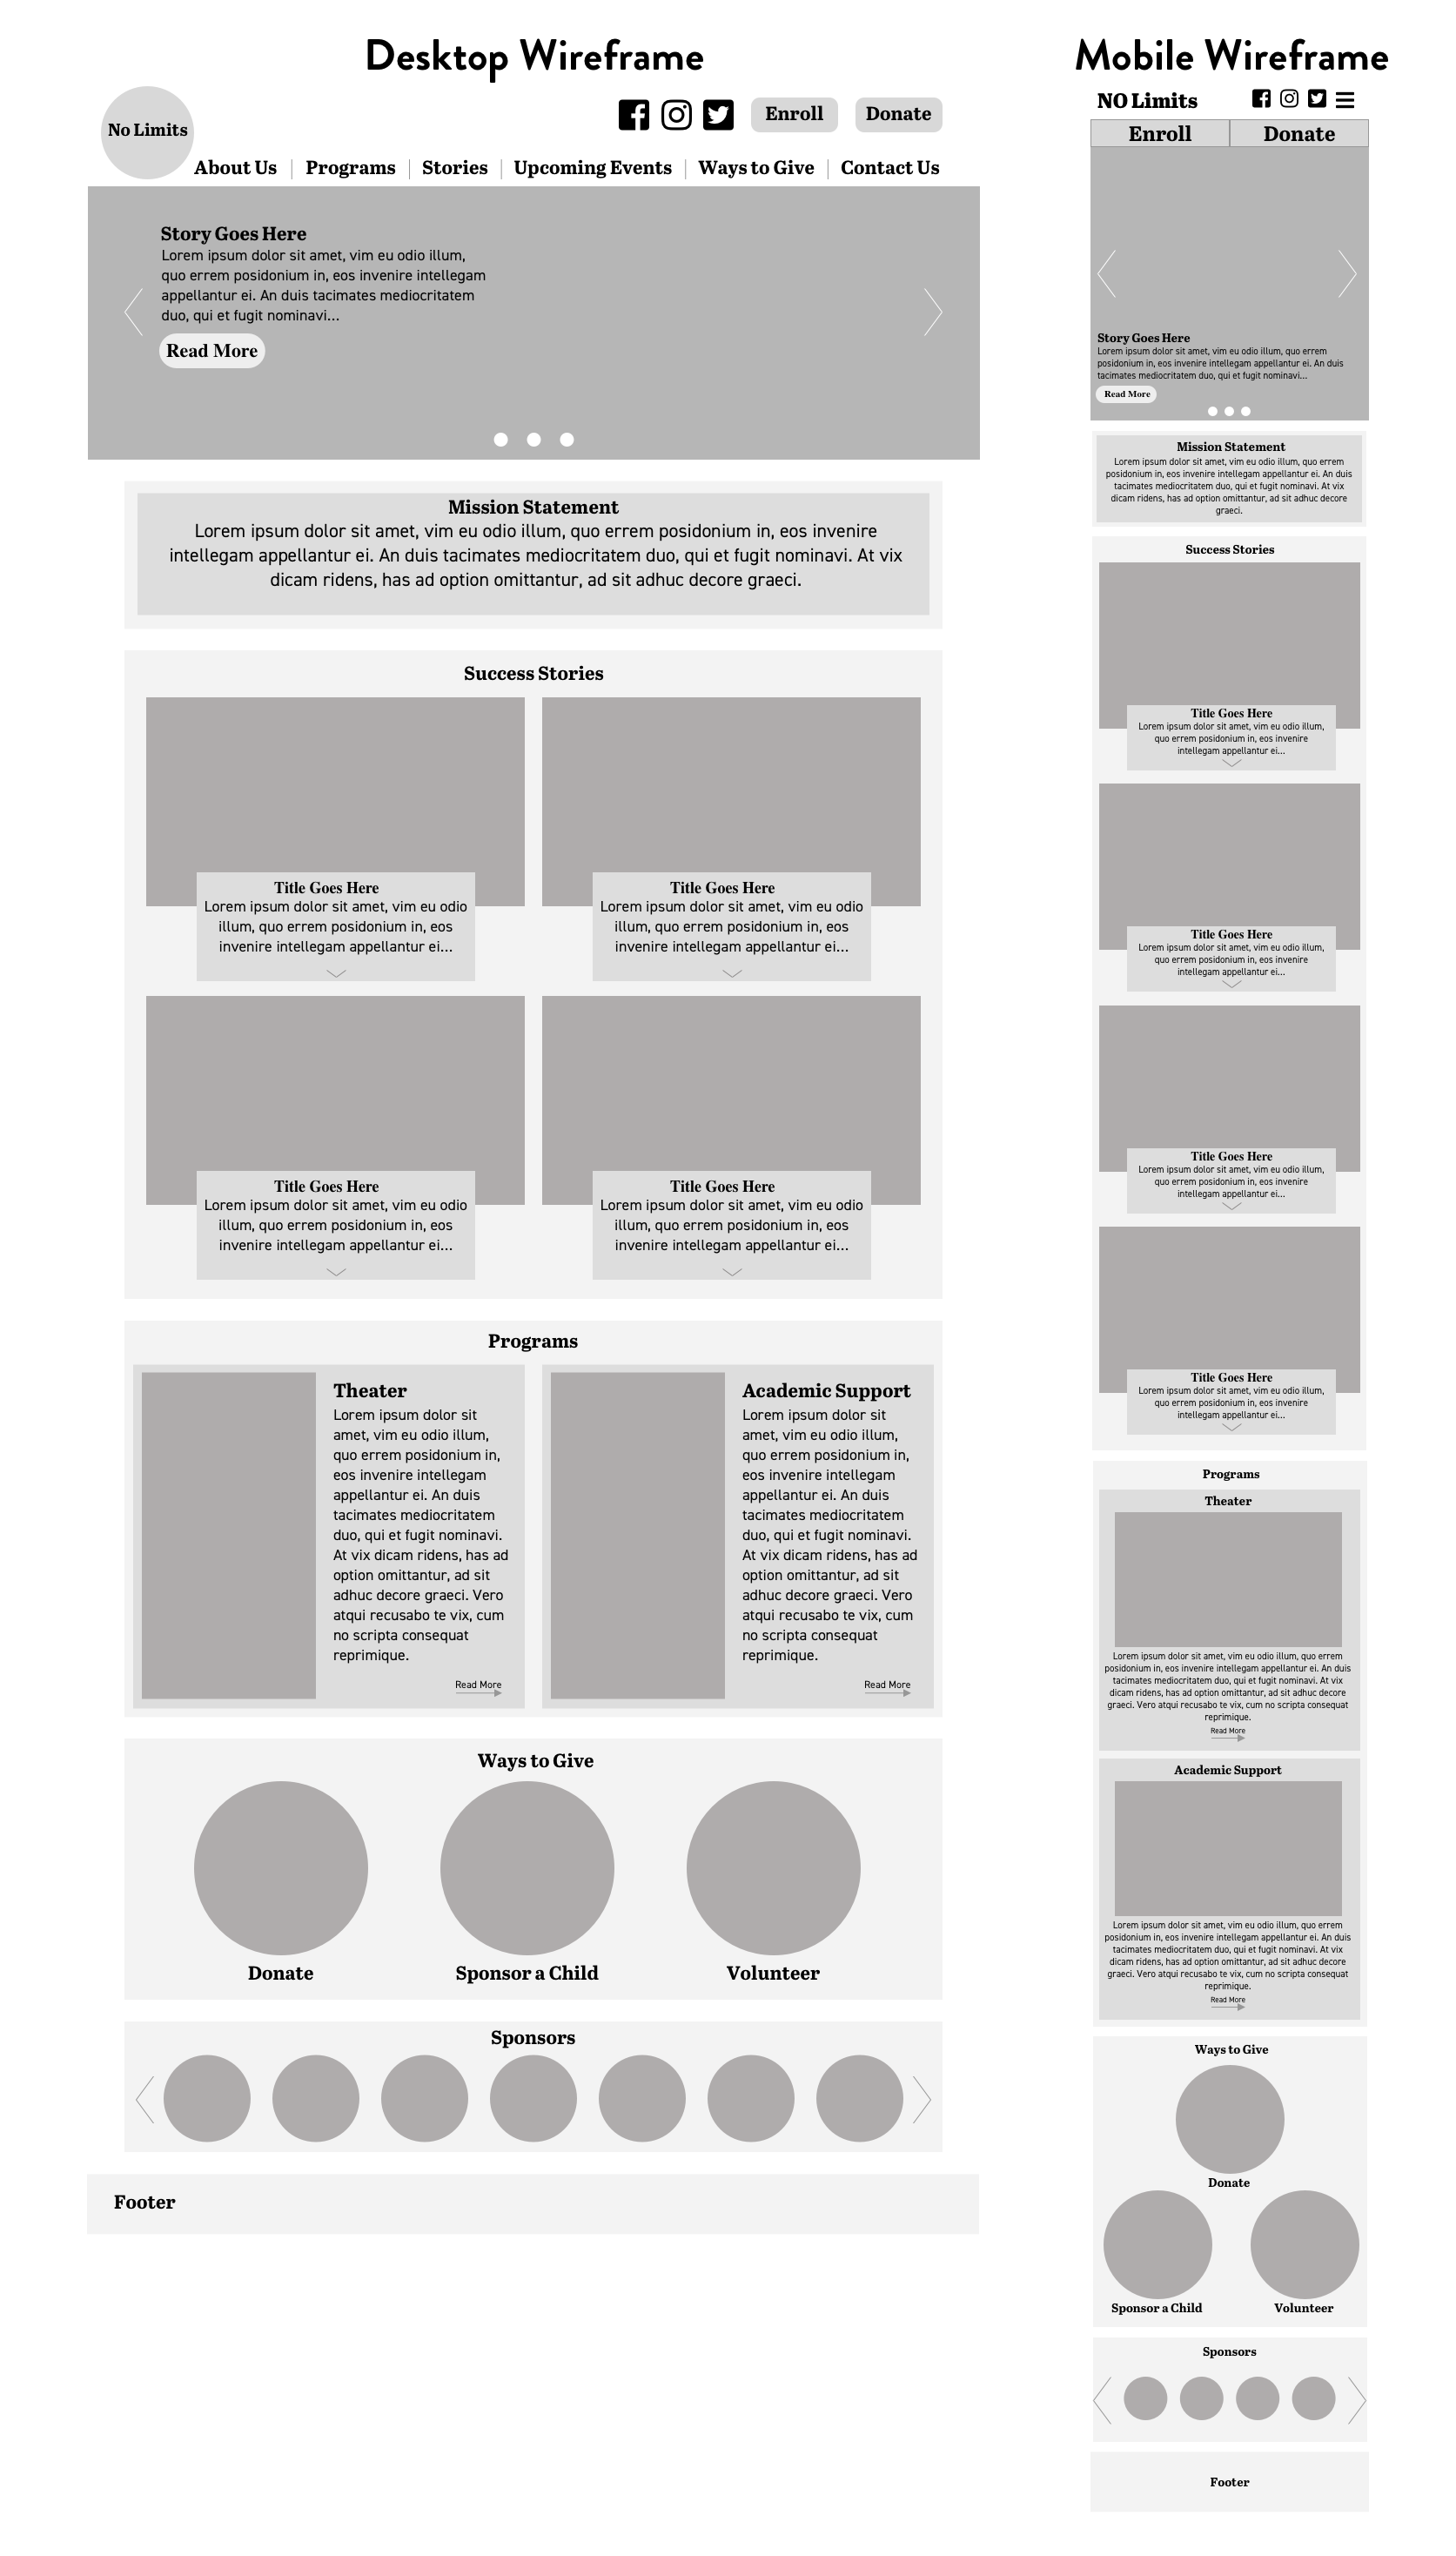 Desktop Wireframe
No Limits
Enroll
Donate
About Us
Programs
Stories
Upcoming Events
Ways to Give
Contact Us
Story Goes Here
Lorem ipsum dolor sit amet, vim eu odio illum,
quo errem posidonium in, eos invenire intellegam
appellantur ei. An duis tacimates mediocritatem
duo, qui et fugit nominavi...
Read More
Mission Statement
Lorem ipsum dolor sit amet, vim eu odio illum, quo errem posidonium in, eos invenire
intellegam appellantur ei. An duis tacimates mediocritatem duo, qui et fugit nominavi. At vix
dicam ridens, has ad option omittantur, ad sit adhuc decore graeci.
Success Stories
Title Goes Here
Lorem ipsum dolor sit amet, vim eu odio
illum, quo errem posidonium in, eos
invenire intellegam appellantur ei...
Title Goes Here
Lorem ipsum dolor sit amet, vim eu odio
illum, quo errem posidonium in, eos
invenire intellegam appellantur ei...
Title Goes Here
Lorem ipsum dolor sit amet, vim eu odio
illum, quo errem posidonium in, eos
invenire intellegam appellantur ei...
Title Goes Here
Lorem ipsum dolor sit amet, vim eu odio
illum, quo errem posidonium in, eos
invenire intellegam appellantur ei...
Programs
Theater
Lorem ipsum dolor sit
amet, vim eu odio illum,
quo errem posidonium in,
eos invenire intellegam
appellantur ei. An duis
tacimates mediocritatem
duo, qui et fugit nominavi.
At vix dicam ridens, has ad
option omittantur, ad sit
adhuc decore graeci. Vero
atqui recusabo te vix, cum
no scripta consequat
reprimique.
Read More
Academic Support
Lorem ipsum dolor sit
amet, vim eu odio illum,
quo errem posidonium in,
eos invenire intellegam
appellantur ei. An duis
tacimates mediocritatem
duo, qui et fugit nominavi.
At vix dicam ridens, has ad
option omittantur, ad sit
adhuc decore graeci. Vero
atqui recusabo te vix, cum
no scripta consequat
reprimique.
Read More
Ways to Give
Donate
Sponsor a Child
Volunteer
Sponsors
Footer
Mobile Wireframe
NO Limits
Enroll
Donate
Story Goes Here
Lorem ipsum dolor sit amet, vim eu odio illum, quo errem
posidonium in, eos invenire intellegam appellantur ei. An duis
tacimates mediocritatem duo, qui et fugit nominavi...
Read More
Mission Statement
Lorem ipsum dolor sit amet, vim eu odio illum, quo errem
posidonium in, eos invenire intellegam appellantur ei. An duis
tacimates mediocritatem duo, qui et fugit nominavi. At vix
dicam ridens, has ad option omittantur, ad sit adhuc decore
graeci.
Success Stories
Title Goes Here
Lorem ipsum dolor sit amet, vim eu odio illum,
quo errem posidonium in, eos invenire
intellegam appellantur ei...
Title Goes Here
Lorem ipsum dolor sit amet, vim eu odio illum,
quo errem posidonium in, eos invenire
intellegam appellantur ei...
Title Goes Here
Lorem ipsum dolor sit amet, vim eu odio illum,
quo errem posidonium in, eos invenire
intellegam appellantur ei...
Title Goes Here
Lorem ipsum dolor sit amet, vim eu odio illum,
quo errem posidonium in, eos invenire
intellegam appellantur ei...
Programs
Theater
Lorem ipsum dolor sit amet, vim eu odio illum, quo errem
posidonium in, eos invenire intellegam appellantur ei. An duis
tacimates mediocritatem duo, qui et fugit nominavi. At vix
dicam ridens, has ad option omittantur, ad sit adhuc decore
graeci. Vero atqui recusabo te vix, cum no scripta consequat
reprimique.
Read More
Academic Support
Lorem ipsum dolor sit amet, vim eu odio illum, quo errem
posidonium in, eos invenire intellegam appellantur ei. An duis
tacimates mediocritatem duo, qui et fugit nominavi. At vix
dicam ridens, has ad option omittantur, ad sit adhuc decore
graeci. Vero atqui recusabo te vix, cum no scripta consequat
reprimique.
Read More
Ways to Give
Donate
Sponsor a Child
Volunteer
Sponsors
Footer